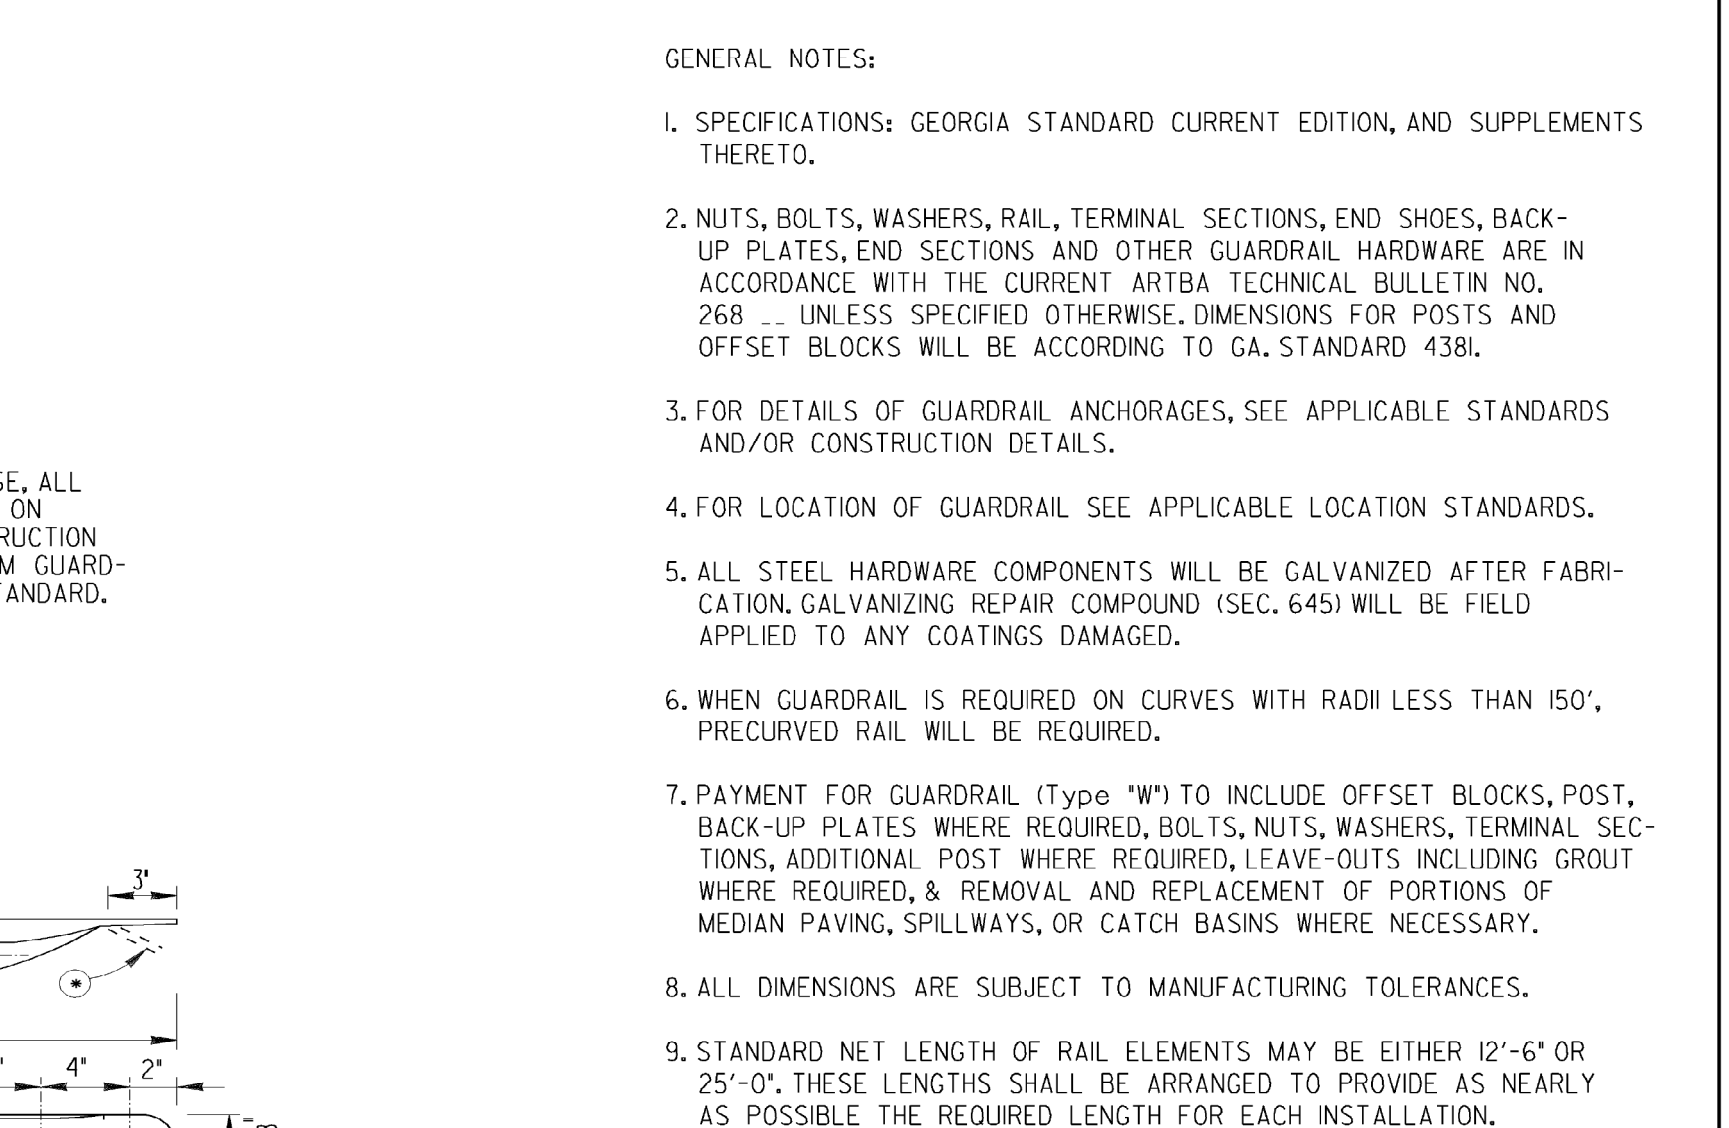 GENERAL NOTES:
1. SPECIFICATIONS: GEORGIA STANDARD CURRENT EDITION, AND SUPPLEMENTS
THERETO.
2. NUTS, BOLTS, WASHERS, RAIL, TERMINAL SECTIONS, END SHOES, BACK-
UP PLATES, END SECTIONS AND OTHER GUARDRAIL HARDWARE ARE IN
ACCORDANCE WITH THE CURRENT ARTBA TECHNICAL BULLETIN NO.
268 -- UNLESS SPECIFIED OTHERWISE. DIMENSIONS FOR POSTS AND
OFFSET BLOCKS WILL BE ACCORDING TO GA. STANDARD 4381.
3. FOR DETAILS OF GUARDRAIL ANCHORAGES, SEE APPLICABLE STANDARDS
AND/OR CONSTRUCTION DETAILS.
4. FOR LOCATION OF GUARDRAIL SEE APPLICABLE LOCATION STANDARDS.
5. ALL STEEL HARDWARE COMPONENTS WILL BE GALVANIZED AFTER FABRI-
CATION. GALVANIZING REPAIR COMPOUND (SEC. 645) WILL BE FIELD
APPLIED TO ANY COATINGS DAMAGED.
6. WHEN GUARDRAIL IS REQUIRED ON CURVES WITH RADII LESS THAN 150',
PRECURVED RAIL WILL BE REQUIRED.
7. PAYMENT FOR GUARDRAIL (Type "W") TO INCLUDE OFFSET BLOCKS, POST,
BACK-UP PLATES WHERE REQUIRED, BOLTS, NUTS, WASHERS, TERMINAL SEC-
TIONS, ADDITIONAL POST WHERE REQUIRED, LEAVE-OUTS INCLUDING GROUT
WHERE REQUIRED, & REMOVAL AND REPLACEMENT OF PORTIONS OF
MEDIAN PAVING, SPILLWAYS, OR CATCH BASINS WHERE NECESSARY.
8. ALL DIMENSIONS ARE SUBJECT TO MANUFACTURING TOLERANCES.
9. STANDARD NET LENGTH OF RAIL ELEMENTS MAY BE EITHER 12'-6" OR
25'-0". THESE LENGTHS SHALL BE ARRANGED TO PROVIDE AS NEARLY
AS POSSIBLE THE REQUIRED LENGTH FOR EACH INSTALLATION.
ALL
ON
GUARD-
3"
*
4" 2"